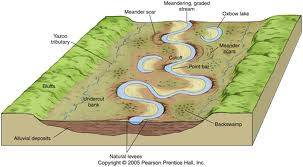 Meandering, graded
stream
Meander scar
Oxbow lake
Yazoo
tributary
Meander
scars
Cutoff
Point bar
Bluffs
Undercut
bank
Backswamp
Alluvial deposits
Natural levees
Copyright © 2005 Pearson Prentice Hall, Inc.